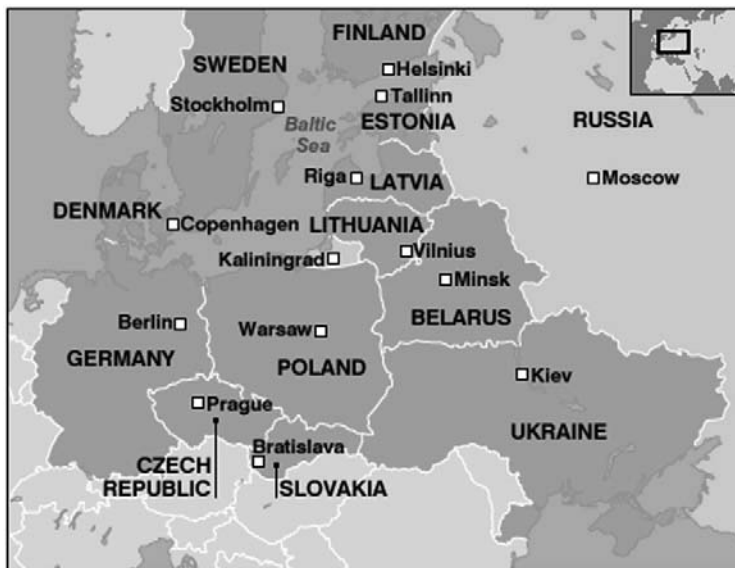 FINLAND
SWEDEN
Helsinki
Stockholm
Tallinn
Baltic
Sea
ESTONIA
RUSSIA
Riga
LATVIA
Moscow
DENMARK
Copenhagen
LITHUANIA
Vilnius
Kaliningrad
Minsk
BELARUS
Berlin
Warsaw
GERMANY
POLAND
Kiev
Prague
UKRAINE
Bratislava
CZECH
REPUBLIC
SLOVAKIA